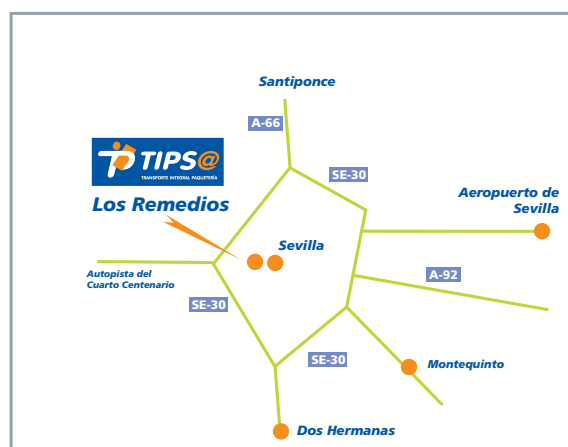 Santiponce
A-66
TIPS@
TRANSPORTE INTEGRAL PAQUETERÍA
SE-30
Aeropuerto de
Sevilla
Los Remedios
Sevilla
Autopista del
Cuarto Centenario
A-92
SE-30
SE-30
Montequinto
Dos Hermanas